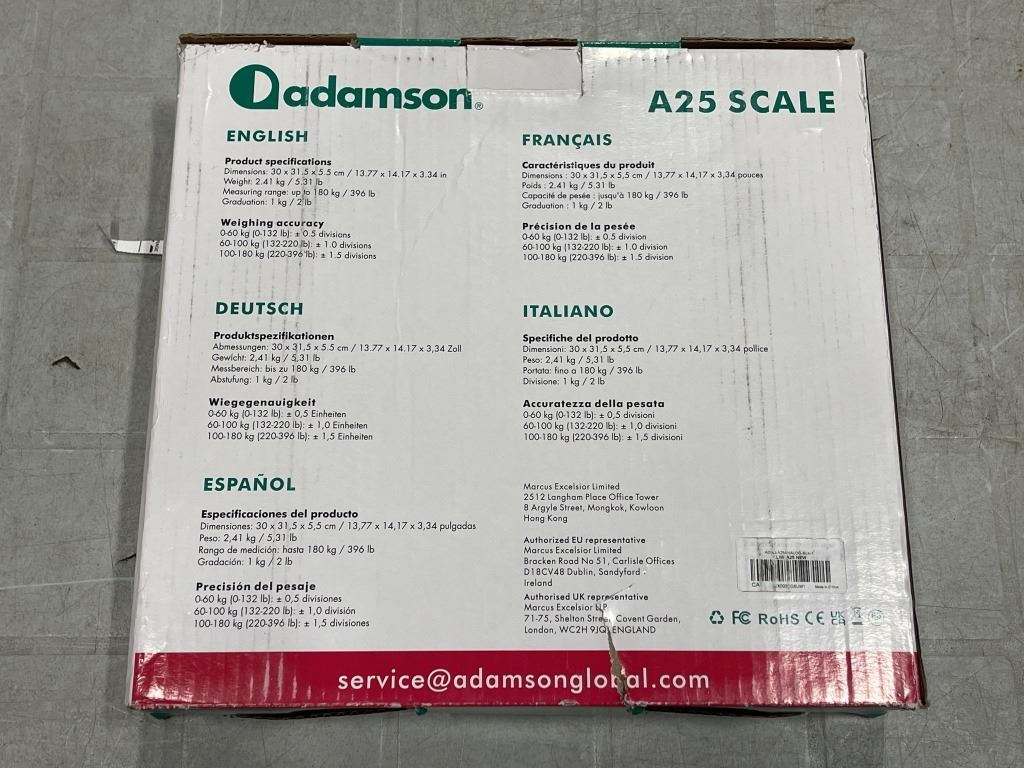 adamson®
A25 SCALE
ENGLISH
Product specifications
Dimensions: 30 x 31.5 x 5.5 cm / 13.77 x 14.17 x 3.34 in
Weight: 2.41 kg / 5.31 lb
Measuring range: up to 180 kg / 396 lb
Graduation: 1 kg / 2 lb
Weighing accuracy
0-60 kg (0-132 lb): ± 0.5 divisions
60-100 kg (132-220 lb): ± 1.0 divisions
100-180 kg (220-396 lb): ± 1.5 divisions
FRANÇAIS
Caractéristiques du produit
Dimensions : 30 x 31,5 x 5.5 cm / 13,77 x 14,17 x 3,34 pouces
Poids : 2.41 kg / 5.31 lb
Capacité de pesée : jusqu'à 180 kg / 396 lb
Graduation : 1 kg / 2 lb
Précision de la pesée
0-60 kg (0-132 lb): ± 0.5 division
60-100 kg (132-220 lb): ± 1.0 division
100-180 kg (220-396 lb): ± 1.5 division
DEUTSCH
Produktspezifikationen
Abmessungen: 30 x 31,5 x 5.5 cm / 13.77 x 14.17 x 3,34 Zoll
Gewicht: 2,41 kg / 5,31 lb
Messbereich: bis zu 180 kg / 396 lb
Abstufung: 1 kg / 2 lb
Wiegegenauigkeit
0-60 kg (0-132 lb): ± 0,5 Einheiten
60-100 kg (132-220 lb): ± 1,0 Einheiten
100-180 kg (220-396 lb): ± 1,5 Einheiten
ITALIANO
Specifiche del prodotto
Dimensioni: 30 x 31,5 x 5,5 cm / 13,77 x 14,17 x 3,34 pollice
Peso: 2,41 kg / 5,31 lb
Portata: fino a 180 kg / 396 lb
Divisione: 1 kg / 2 lb
Accuratezza della pesata
0-60 kg (0-132 lb): ± 0,5 divisioni
60-100 kg (132-220 lb): ± 1,0 divisioni
100-180 kg (220-396 lb): ± 1,5 divisioni
ESPAÑOL
Especificaciones del producto
Dimensiones: 30 x 31,5 x 5,5 cm / 13,77 x 14,17 x 3,34 pulgadas
Peso: 2,41 kg / 5,31 lb
Rango de medición: hasta 180 kg / 396 lb
Gradación: 1 kg / 2 lb
Precisión del pesaje
0-60 kg (0-132 lb): ± 0,5 divisiones
60-100 kg (132-220 lb): ± 1,0 división
100-180 kg (220-396 lb): ± 1,5 divisiones
Marcus Excelsior Limited
2512 Langham Place Office Tower
8 Argyle Street, Mongkok, Kowloon
Hong Kong
Authorized EU representative
Marcus Excelsior Limited
Bracken Road No 51, Carlisle Offices
D18CV48 Dublin, Sandyford -
Ireland
Authorised UK representative
Marcus Excelsior
71-75, Shelton Street Covent Garden,
London, WC2H 9JQ, ENGLAND
A25 NEW
CA
Made in China
FC RoHS CE UK CA
service@adamsonglobal.com